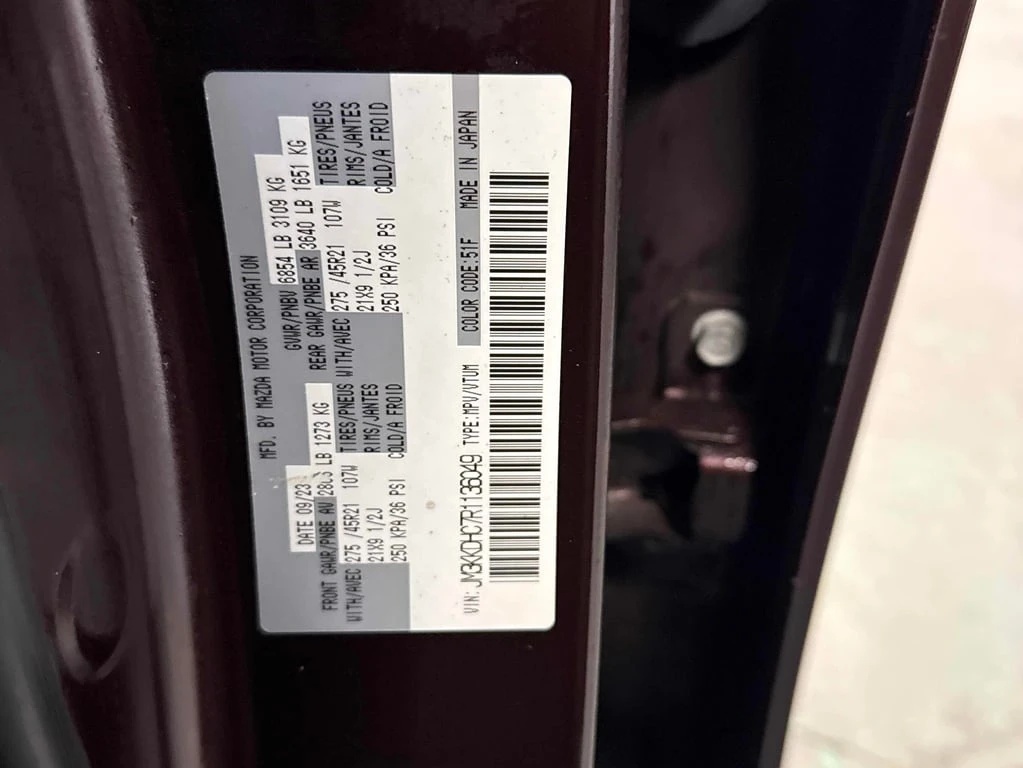 MFD. BY MAZDA MOTOR CORPORATION
DATE 09/23 GVWR/PNBV 6854 LB 3109 KG
FRONT GAWR/PNBE AV LB 1273 KG REAR GAWR/PNBE AR 3640 LB 1651 KG
WITH/AVEC 275 /45R21 107W TIRES/PNEUS WITH/AVEC 275 /45R21 107W TIRES/PNEUS
21X9 1/2J RIMS/JANTES 21X9 1/2J RIMS/JANTES
250 KPA/36 PSI COLD/A FROID 250 KPA/36 PSI COLD/A FROID
VIN: JM3KKDHC7R1136049 TYPE:MPV/VTUM COLOR CODE:51F MADE IN JAPAN